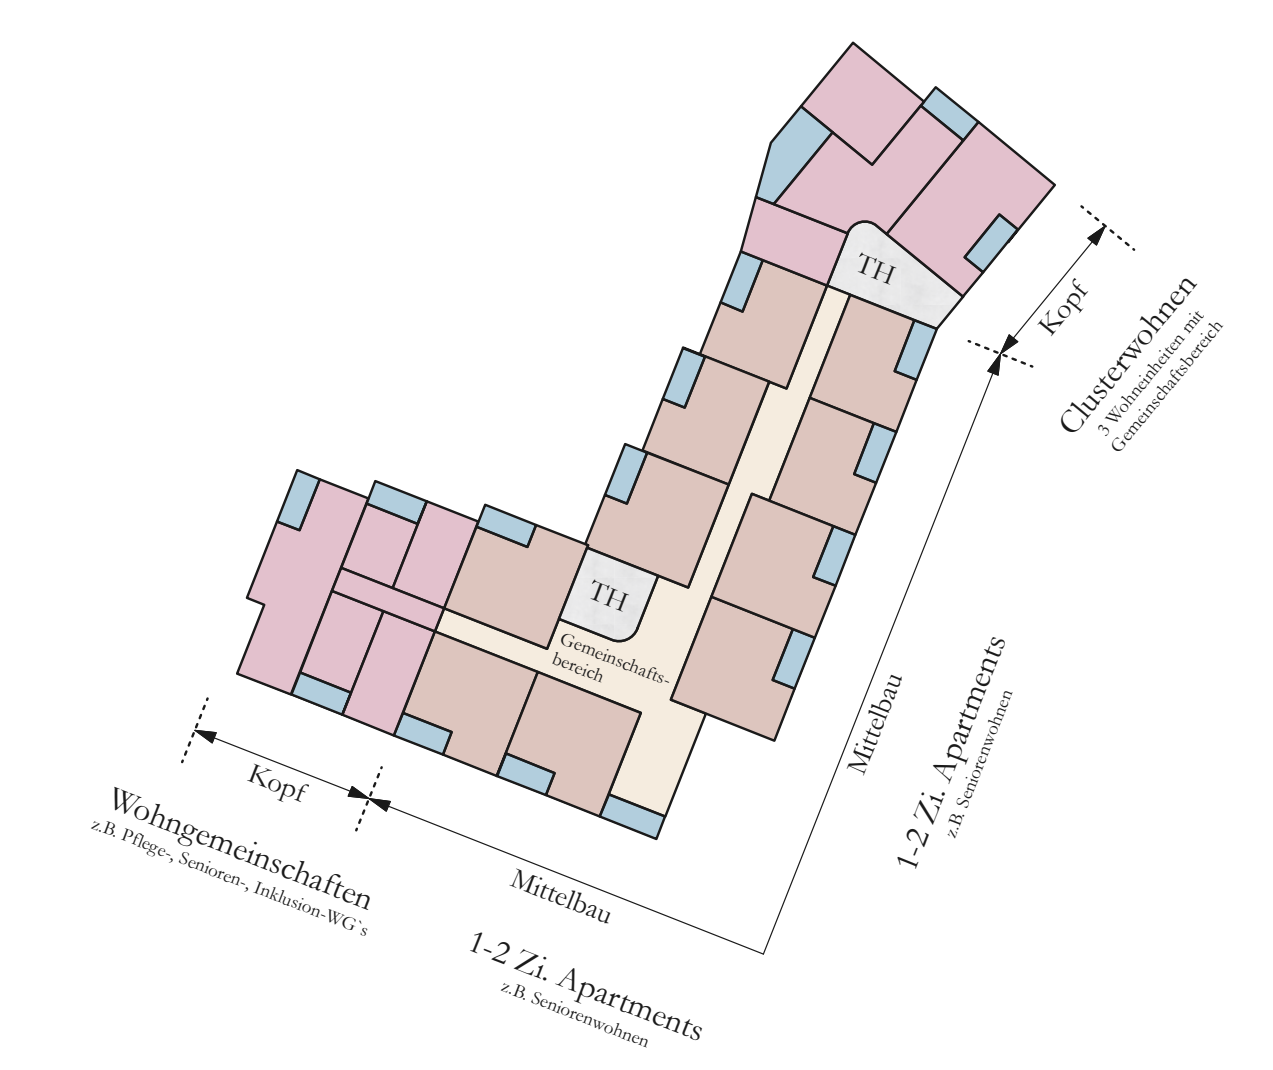 TH
Kopf
Clusterwohnen
3 Wohneinheiten mit
Gemeinschaftsbereich
TH
Gemeinschafts-
bereich
Mittelbau
1-2 Zi. Apartments
z.B. Seniorenwohnen
Kopf
Wohngemeinschaften
z.B. Pflege-, Senioren-, Inklusion-WG`s
Mittelbau
1-2 Zi. Apartments
z.B. Seniorenwohnen